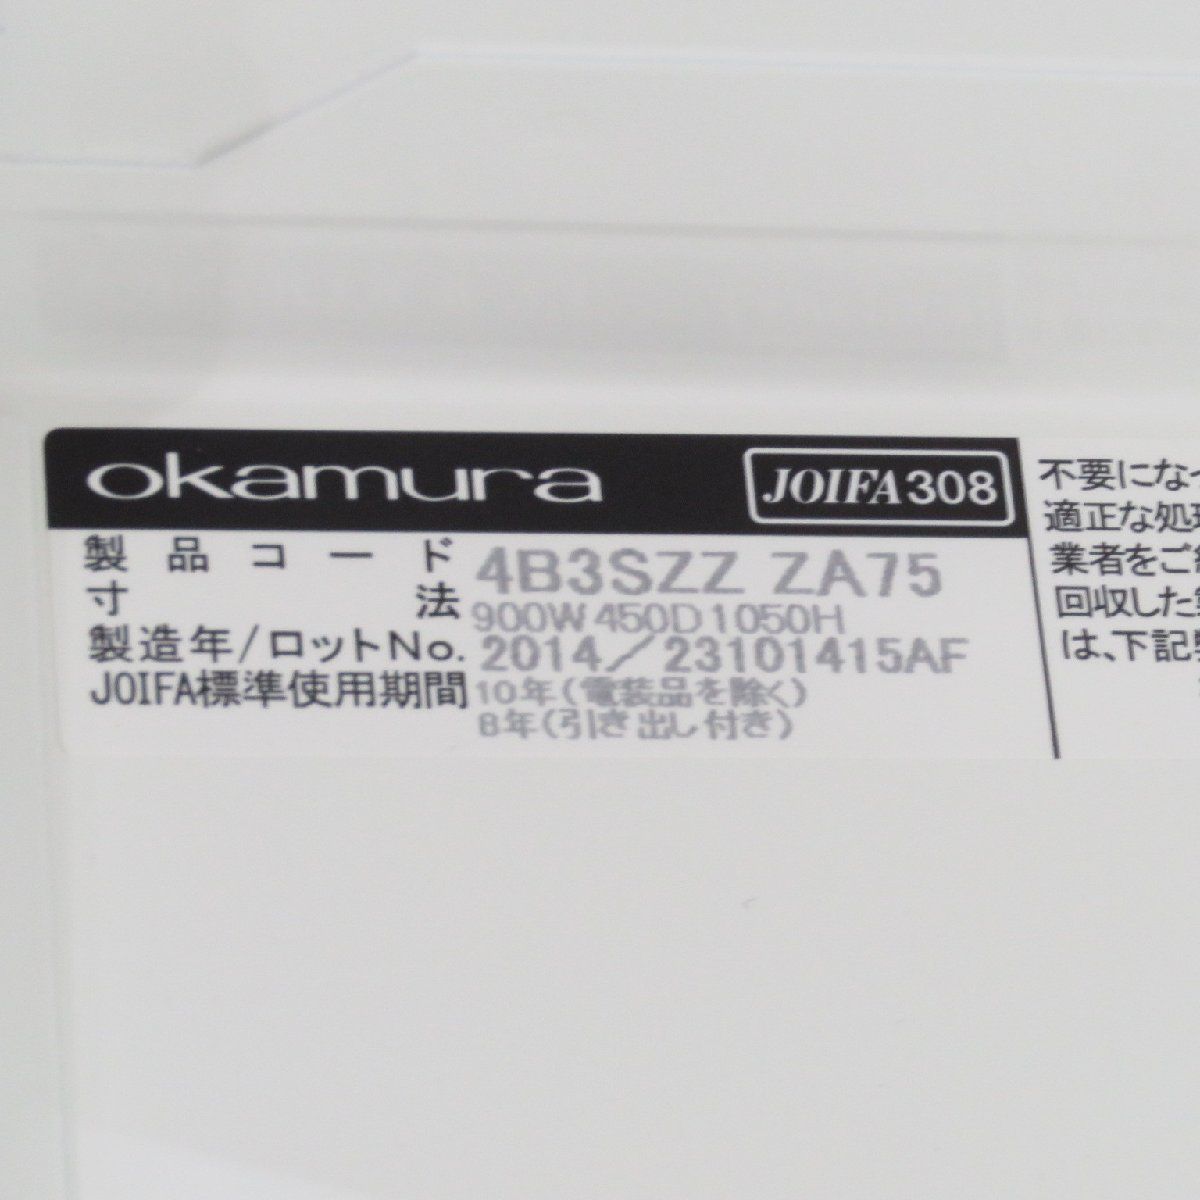 okamura JOIFA308
製品コード 4B3SZZ ZA75
寸法 900W450D1050H
製造年/ロットNo. 2014/23101415AF
JOIFA標準使用期間 10年(電装品を除く)
8年(引き出し付き)
不要になっ
適正な処理
業者をご
回収した
は、下記